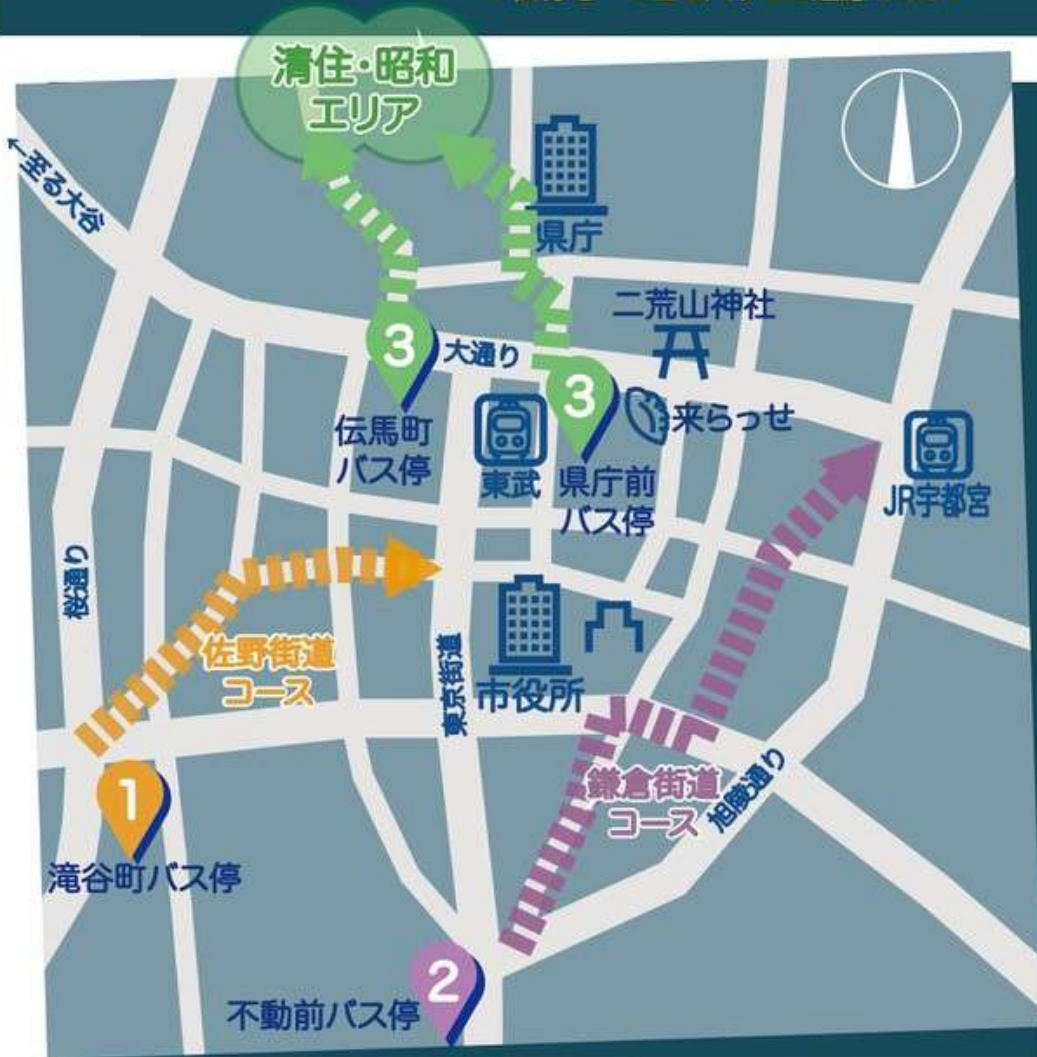 清住・昭和
エリア
←至る大谷
県庁
二荒山神社
3
大通り
3
来らっせ
伝馬町
バス停
東武
県庁前
バス停
JR宇都宮
桜通り
佐野街道
コース
東京街道
市役所
鎌倉街道
コース
旭陵通り
1
滝谷町バス停
2
不動前バス停